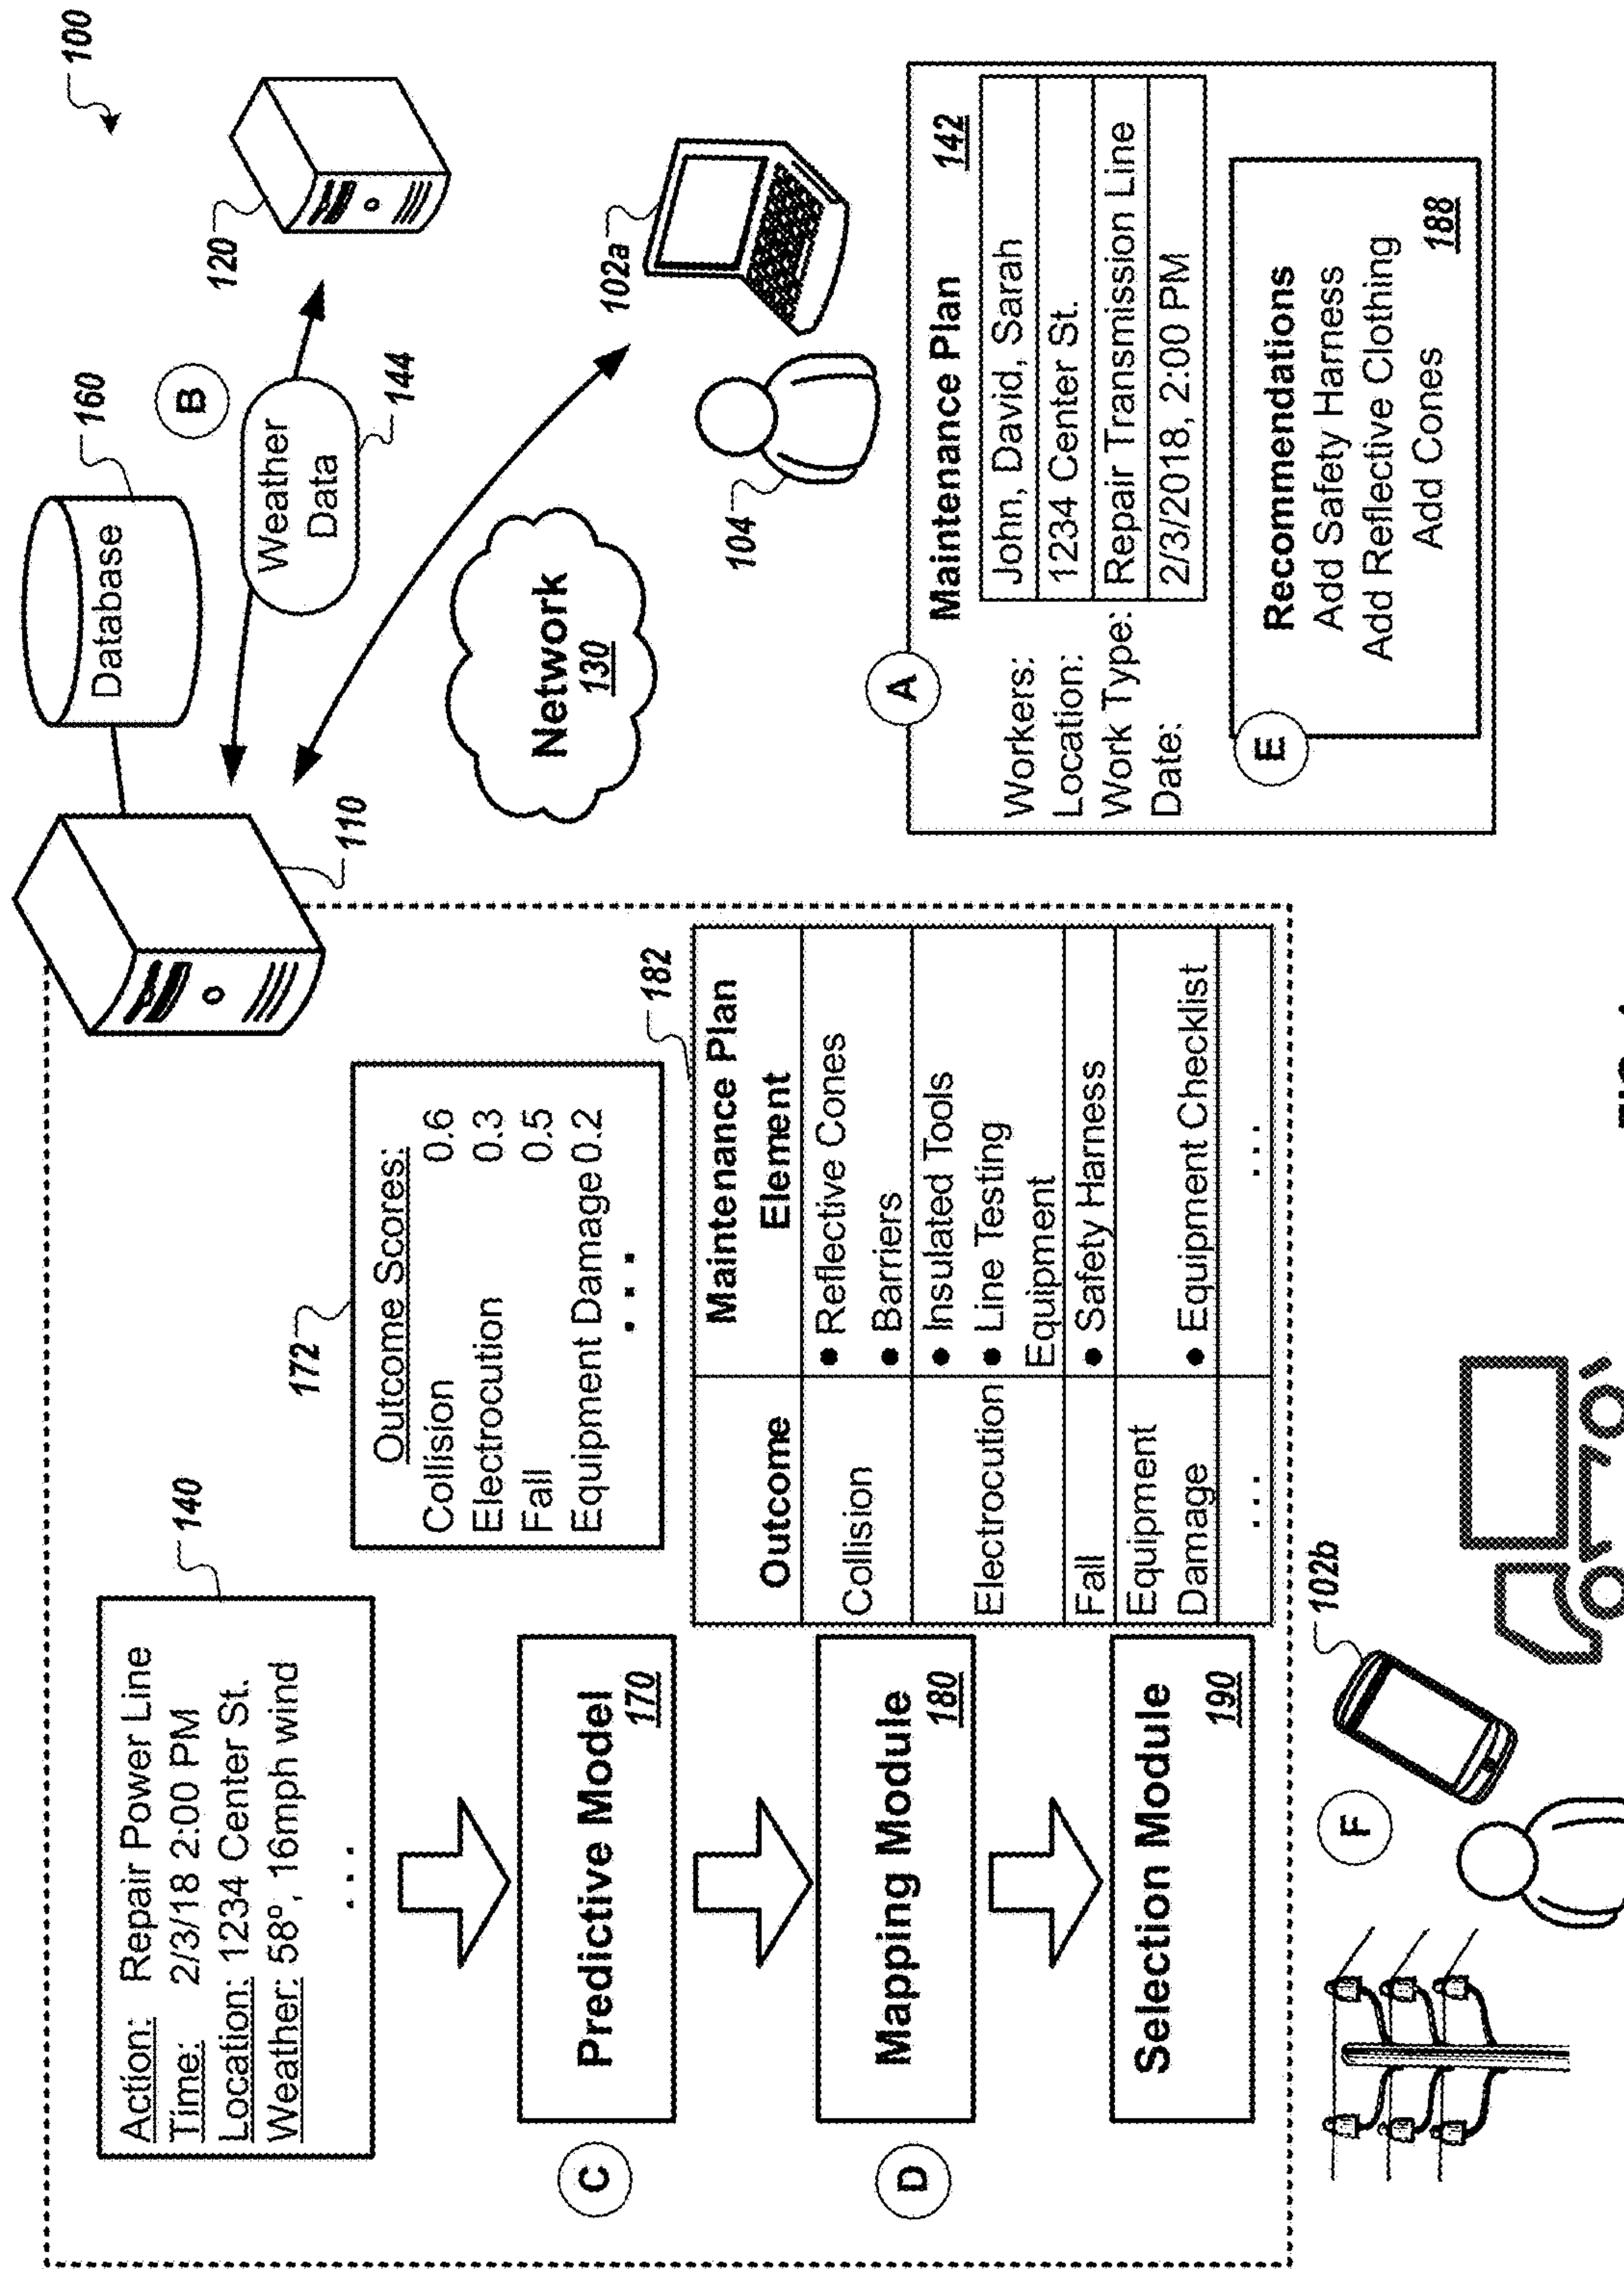 100
110
Database
160
B
Weather
Data
144
120
Network
130
102a
104
140
Action: Repair Power Line
Time: 2/3/18 2:00 PM
Location: 1234 Center St.
Weather: 58°, 16mph wind
...
172
Outcome Scores:
Collision 0.6
Electrocution 0.3
Fall 0.5
Equipment Damage 0.2
...
C
Predictive Model
170
D
Mapping Module
180
Selection Module
190
182
Outcome
Maintenance Plan
Element
Collision
• Reflective Cones
• Barriers
Electrocution
• Insulated Tools
• Line Testing
Equipment
Fall
• Safety Harness
Equipment
Damage
• Equipment Checklist
... ...
A
Maintenance Plan 142
Workers: John, David, Sarah
Location: 1234 Center St.
Work Type: Repair Transmission Line
Date: 2/3/2018, 2:00 PM
E
Recommendations
Add Safety Harness
Add Reflective Clothing
Add Cones
188
F
102b